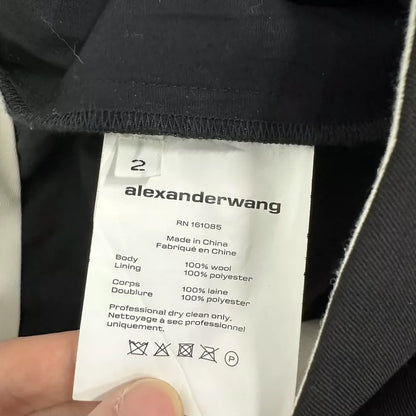 2
alexanderwang
RN 161085
Made in China
Fabriqué en Chine
Body 100% wool
Lining 100% polyester
Corps 100% laine
Doublure 100% polyester
Professional dry clean only.
Nettoyage à sec professionnel
uniquement.
P